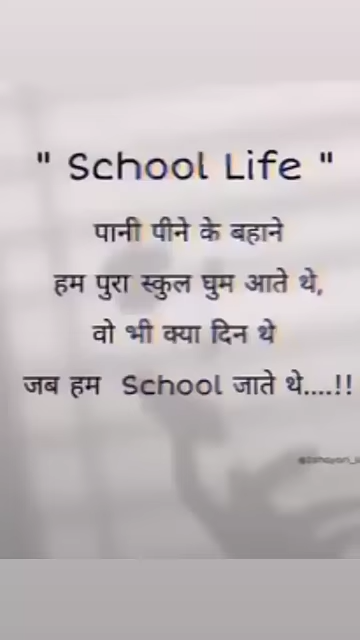 " School Life "
पानी पीने के बहाने
हम पुरा स्कुल घुम आते थे,
वो भी क्या दिन थे
जब हम School जाते थे....!!